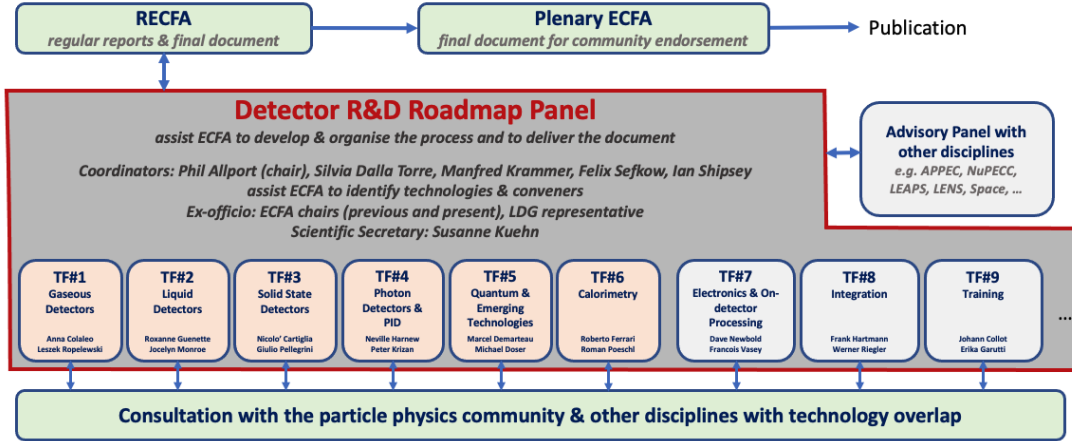 RECFA
regular reports & final document
Plenary ECFA
final document for community endorsement
Publication
Detector R&D Roadmap Panel
assist ECFA to develop & organise the process and to deliver the document
Coordinators: Phil Allport (chair), Silvia Dalla Torre, Manfred Krammer, Felix Sefkow, Ian Shipsey
assist ECFA to identify technologies & conveners
Ex-officio: ECFA chairs (previous and present), LDG representative
Scientific Secretary: Susanne Kuehn
Advisory Panel with
other disciplines
e.g. APPEC, NuPECC,
LEAPS, LENS, Space, …
TF#1
Gaseous
Detectors
Anna Colaleo
Leszek Ropelewski
TF#2
Liquid
Detectors
Roxanne Guenette
Jocelyn Monroe
TF#3
Solid State
Detectors
Nicolo' Cartiglia
Giulio Pellegrini
TF#4
Photon
Detectors &
PID
Neville Harnew
Peter Krizan
TF#5
Quantum &
Emerging
Technologies
Marcel Demarteau
Michael Doser
TF#6
Calorimetry
Roberto Ferrari
Roman Poeschl
TF#7
Electronics & On-
detector
Processing
Dave Newbold
Francois Vasey
TF#8
Integration
Frank Hartmann
Werner Riegler
TF#9
Training
Johann Collot
Erika Garutti
…
Consultation with the particle physics community & other disciplines with technology overlap